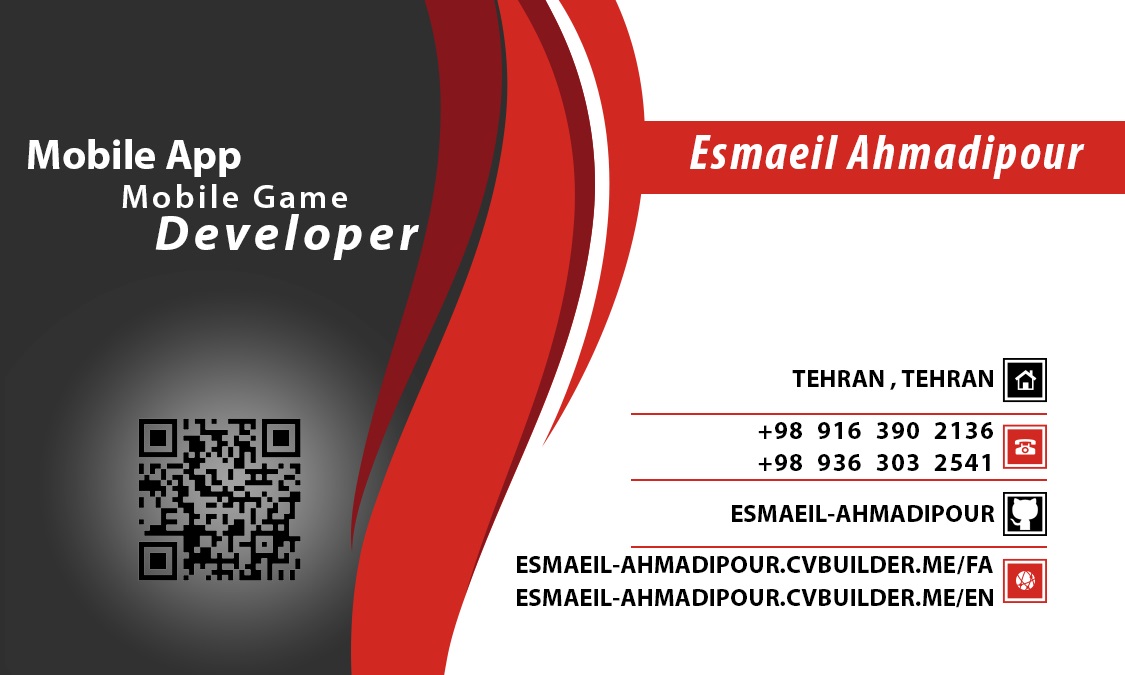 Mobile App
Mobile Game
Developer
Esmaeil Ahmadipour
TEHRAN , TEHRAN
+98 916 390 2136
+98 936 303 2541
ESMAEIL-AHMADIPOUR
ESMAEIL-AHMADIPOUR.CVBUILDER.ME/FA
ESMAEIL-AHMADIPOUR.CVBUILDER.ME/EN